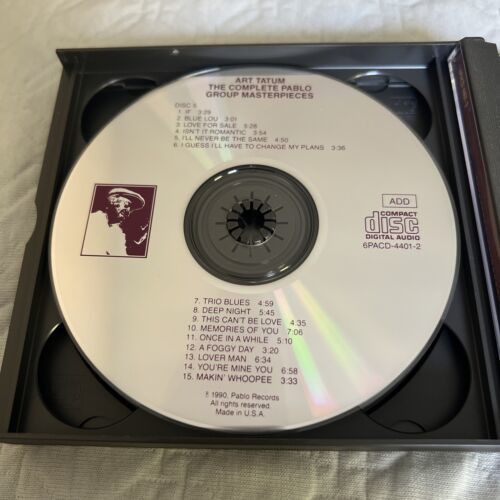 ART TATUM
THE COMPLETE PABLO
GROUP MASTERPIECES
DISC 5
1. IF 3:29
2. BLUE LOU 3:01
3. LOVE FOR SALE 5:28
4. ISN'T IT ROMANTIC 3:54
5. I'LL NEVER BE THE SAME 4:50
6. I GUESS I'LL HAVE TO CHANGE MY PLANS 3:36
ADD
COMPACT
disc
DIGITAL AUDIO
6PACD-4401-2
7. TRIO BLUES 4:59
8. DEEP NIGHT 5:45
9. THIS CAN'T BE LOVE 4:35
10. MEMORIES OF YOU 7:06
11. ONCE IN A WHILE 5:10
12. A FOGGY DAY 3:20
13. LOVER MAN 6:34
14. YOU'RE MINE YOU 6:58
15. MAKIN' WHOOPEE 3:33
℗ 1990, Pablo Records
All rights reserved.
Made in U.S.A.